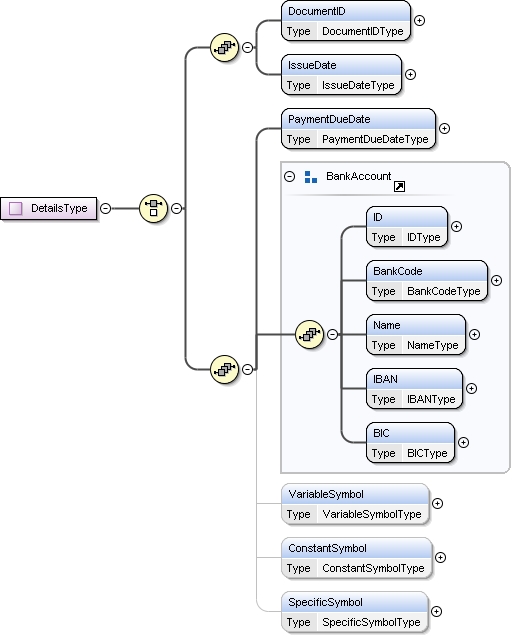 DocumentID
Type DocumentIDType
IssueDate
Type IssueDateType
PaymentDueDate
Type PaymentDueDateType
BankAccount
DetailsType
ID
Type IDType
BankCode
Type BankCodeType
Name
Type NameType
IBAN
Type IBANType
BIC
Type BICType
VariableSymbol
Type VariableSymbolType
ConstantSymbol
Type ConstantSymbolType
SpecificSymbol
Type SpecificSymbolType